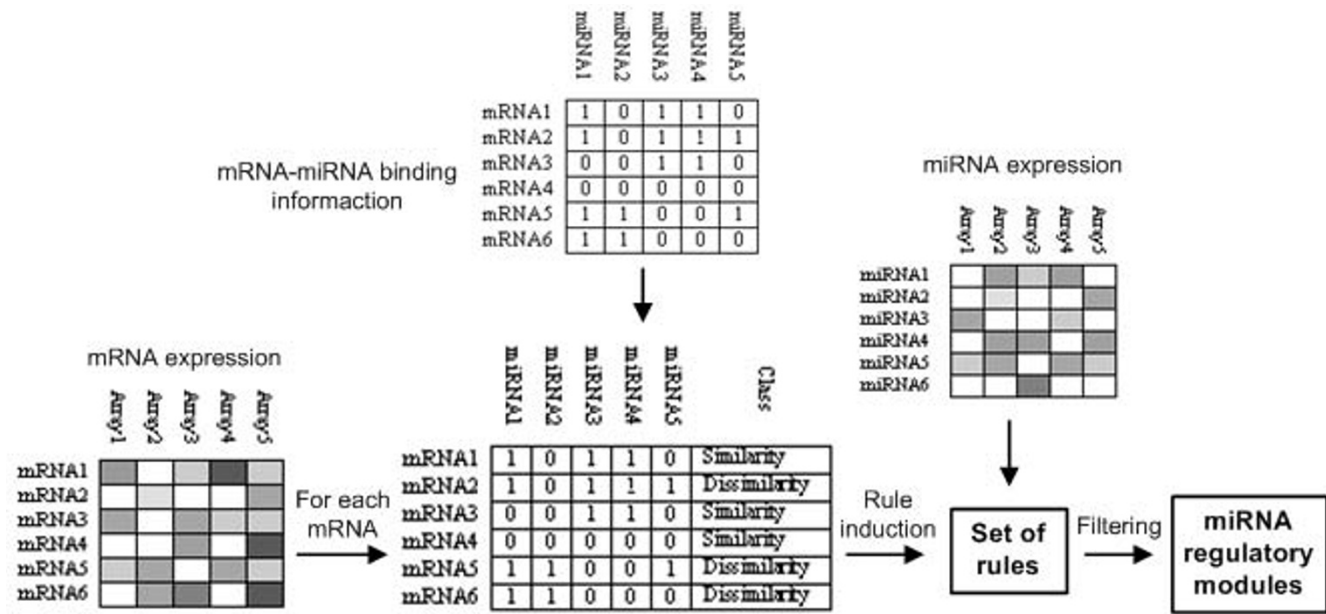 miRNA1 miRNA2 miRNA3 miRNA4 miRNA5
mRNA1 1 0 1 1 0
mRNA2 1 0 1 1 1
mRNA3 0 0 1 1 0
mRNA4 0 0 0 0 0
mRNA5 1 1 0 0 1
mRNA6 1 1 0 0 0
mRNA-miRNA binding
informaction
miRNA expression
Array1 Array2 Array3 Array4 Array5
miRNA1
miRNA2
miRNA3
miRNA4
miRNA5
miRNA6
mRNA expression
Array1 Array2 Array3 Array4 Array5
mRNA1
mRNA2
mRNA3
mRNA4
mRNA5
mRNA6
For each
mRNA
miRNA1 miRNA2 miRNA3 miRNA4 miRNA5 Class
mRNA1 1 0 1 1 0 Similarity
mRNA2 1 0 1 1 1 Dissimilarity
mRNA3 0 0 1 1 0 Similarity
mRNA4 0 0 0 0 0 Similarity
mRNA5 1 1 0 0 1 Dissimilarity
mRNA6 1 1 0 0 0 Dissimilarity
Rule
induction
Set of
rules
Filtering
miRNA
regulatory
modules